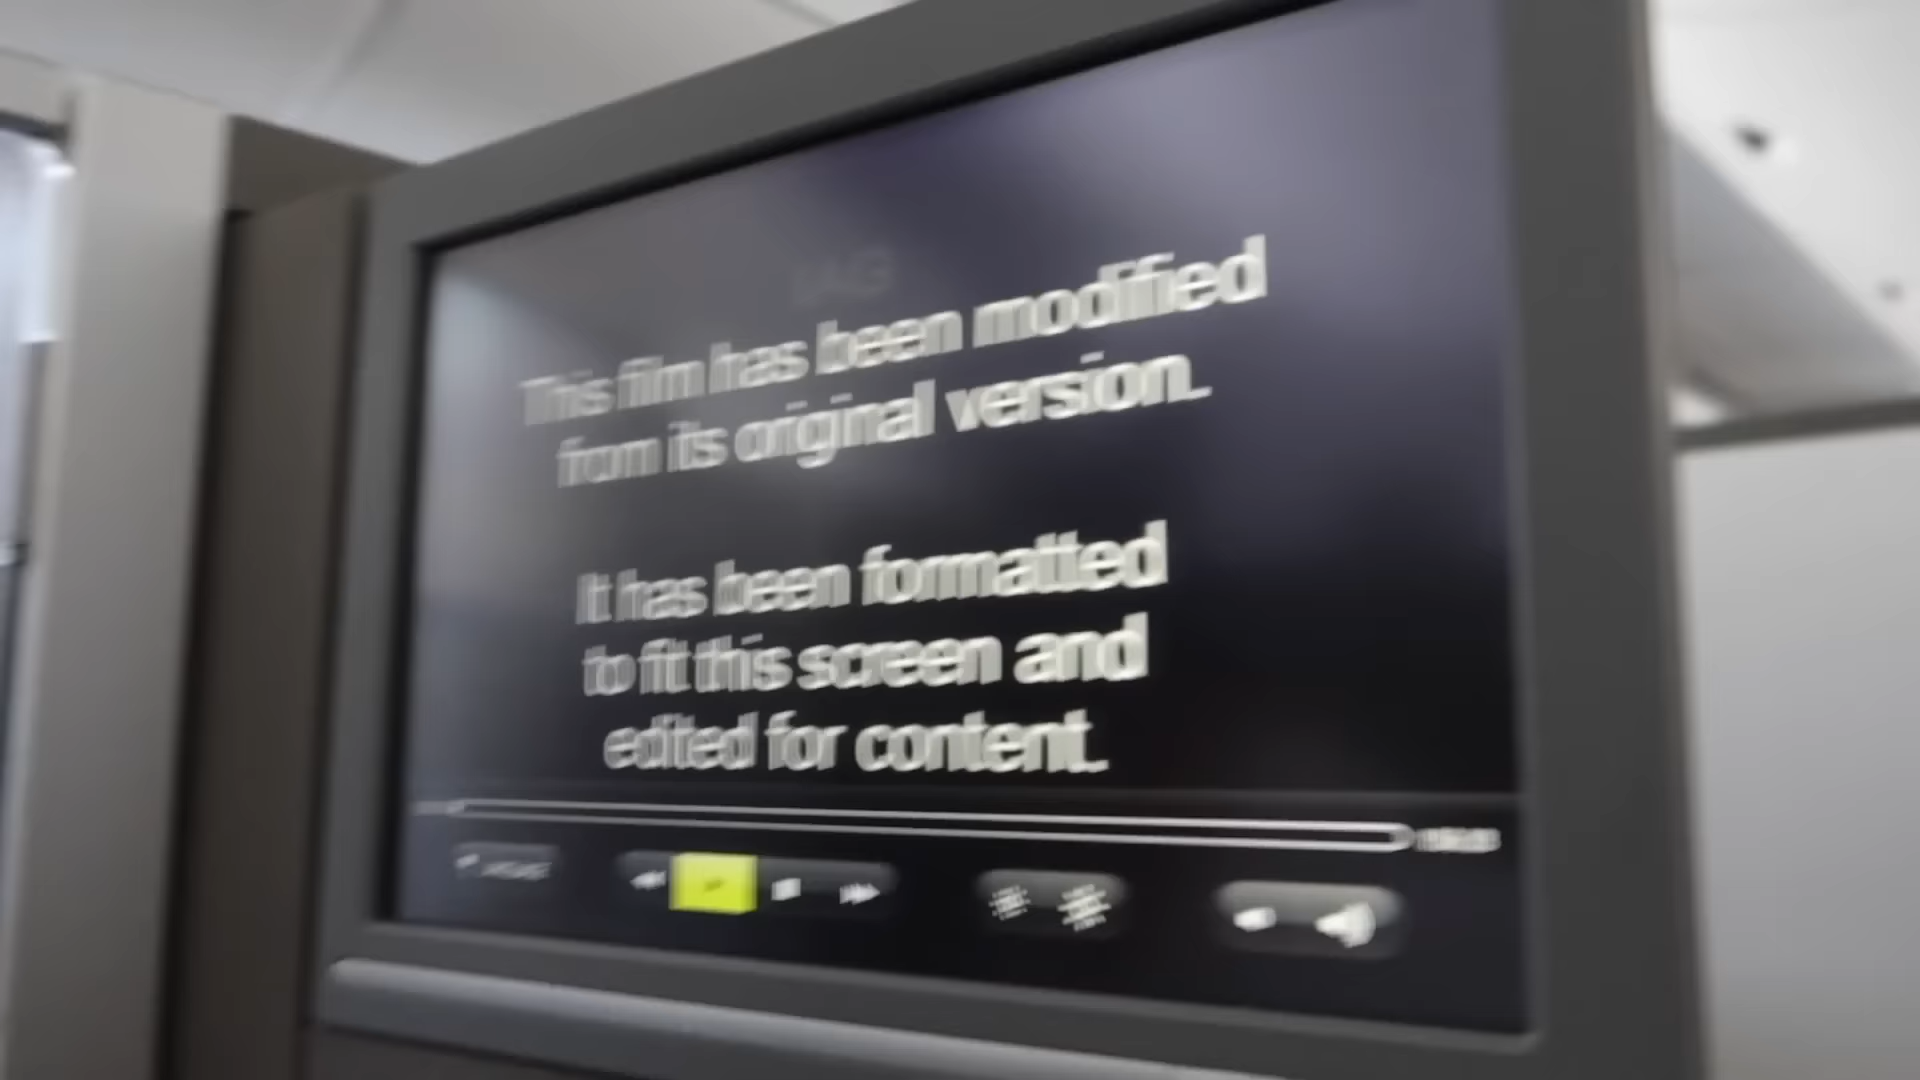 This film has been modified
from its original version.
It has been formatted
to fit this screen and
edited for content.